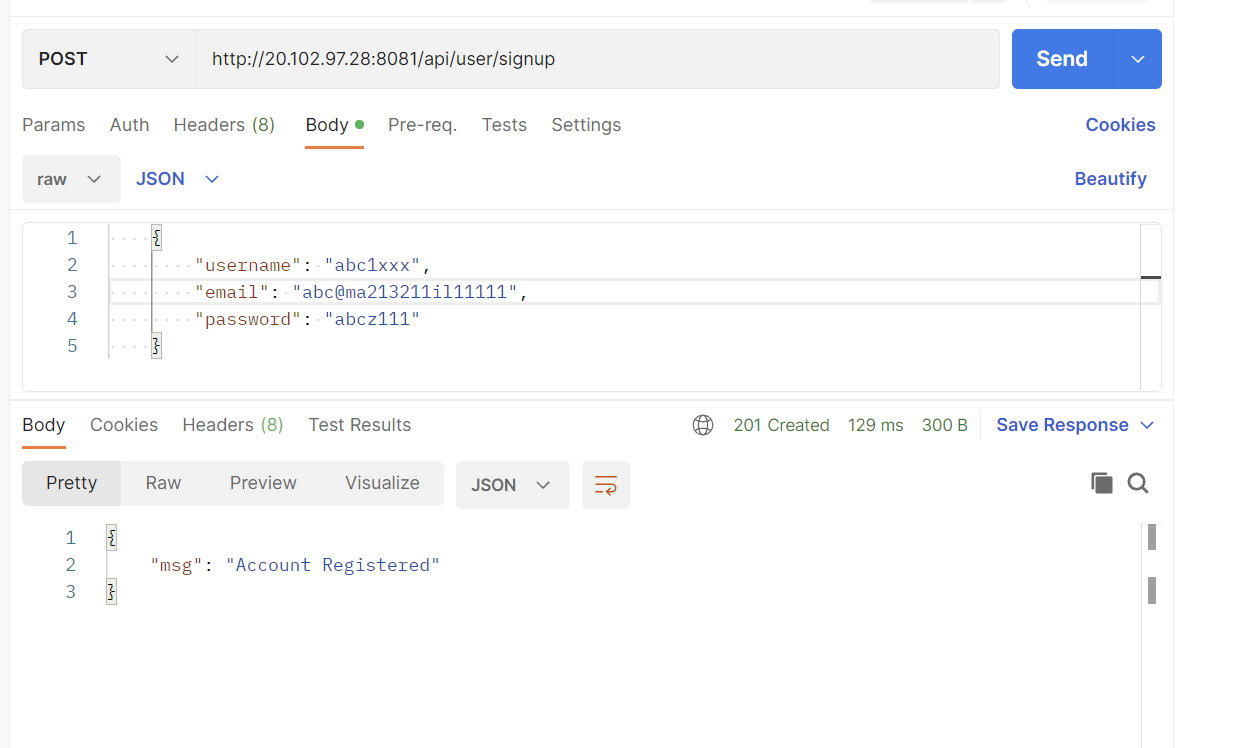 POST http://20.102.97.28:8081/api/user/signup Send
Params Auth Headers (8) Body Pre-req. Tests Settings Cookies
raw JSON Beautify
1 {
2 "username": "abc1xxx",
3 "email": "abc@ma213211il11111",
4 "password": "abcz111"
5 }
Body Cookies Headers (8) Test Results 201 Created 129 ms 300 B Save Response
Pretty Raw Preview Visualize JSON
1 {
2 "msg": "Account Registered"
3 }